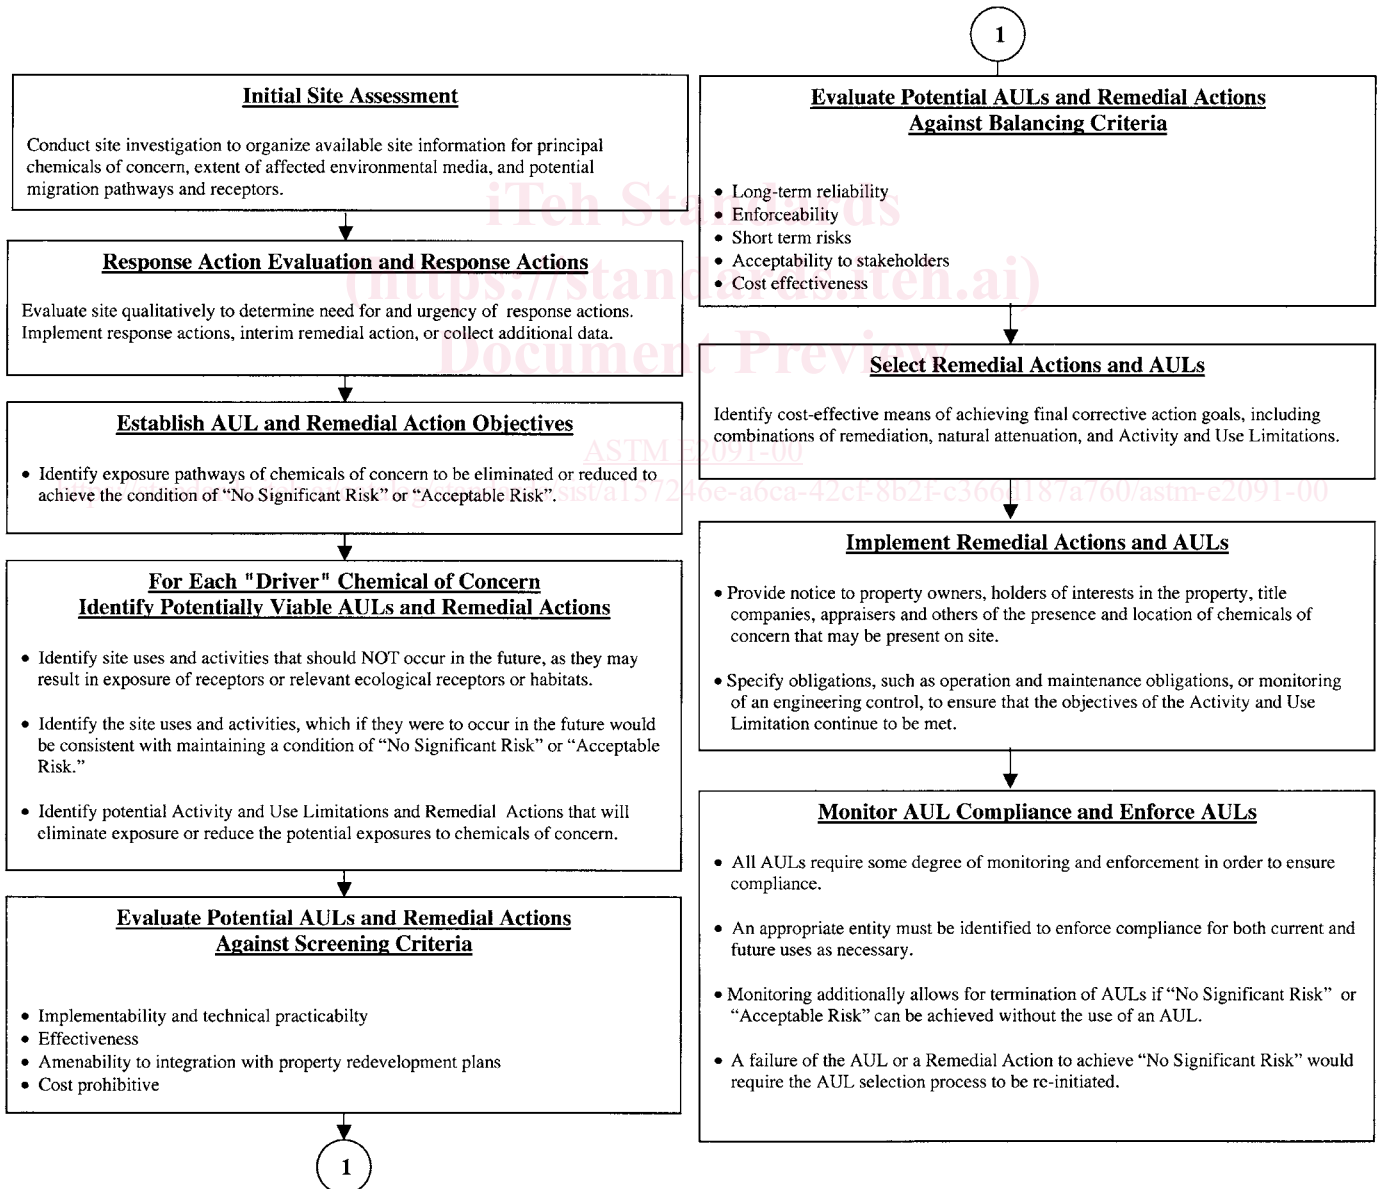 Initial Site Assessment
Conduct site investigation to organize available site information for principal
chemicals of concern, extent of affected environmental media, and potential
migration pathways and receptors.
Response Action Evaluation and Response Actions
Evaluate site qualitatively to determine need for and urgency of response actions.
Implement response actions, interim remedial action, or collect additional data.
Establish AUL and Remedial Action Objectives
• Identify exposure pathways of chemicals of concern to be eliminated or reduced to
achieve the condition of “No Significant Risk” or “Acceptable Risk”.
For Each "Driver" Chemical of Concern
Identify Potentially Viable AULs and Remedial Actions
• Identify site uses and activities that should NOT occur in the future, as they may
result in exposure of receptors or relevant ecological receptors or habitats.
• Identify the site uses and activities, which if they were to occur in the future would
be consistent with maintaining a condition of “No Significant Risk” or “Acceptable
Risk.”
• Identify potential Activity and Use Limitations and Remedial Actions that will
eliminate exposure or reduce the potential exposures to chemicals of concern.
Evaluate Potential AULs and Remedial Actions
Against Screening Criteria
• Implementability and technical practicabilty
• Effectiveness
• Amenability to integration with property redevelopment plans
• Cost prohibitive
1
1
Evaluate Potential AULs and Remedial Actions
Against Balancing Criteria
• Long-term reliability
• Enforceability
• Short term risks
• Acceptability to stakeholders
• Cost effectiveness
Select Remedial Actions and AULs
Identify cost-effective means of achieving final corrective action goals, including
combinations of remediation, natural attenuation, and Activity and Use Limitations.
Implement Remedial Actions and AULs
• Provide notice to property owners, holders of interests in the property, title
companies, appraisers and others of the presence and location of chemicals of
concern that may be present on site.
• Specify obligations, such as operation and maintenance obligations, or monitoring
of an engineering control, to ensure that the objectives of the Activity and Use
Limitation continue to be met.
Monitor AUL Compliance and Enforce AULs
• All AULs require some degree of monitoring and enforcement in order to ensure
compliance.
• An appropriate entity must be identified to enforce compliance for both current and
future uses as necessary.
• Monitoring additionally allows for termination of AULs if “No Significant Risk” or
“Acceptable Risk” can be achieved without the use of an AUL.
• A failure of the AUL or a Remedial Action to achieve “No Significant Risk” would
require the AUL selection process to be re-initiated.
iTeh Standards
(https://standards.iteh.ai)
Document Preview
ASTM E2091-00
sist/a157246e-a6ca-42cf-8b2f-c366d187a760/astm-e2091-00